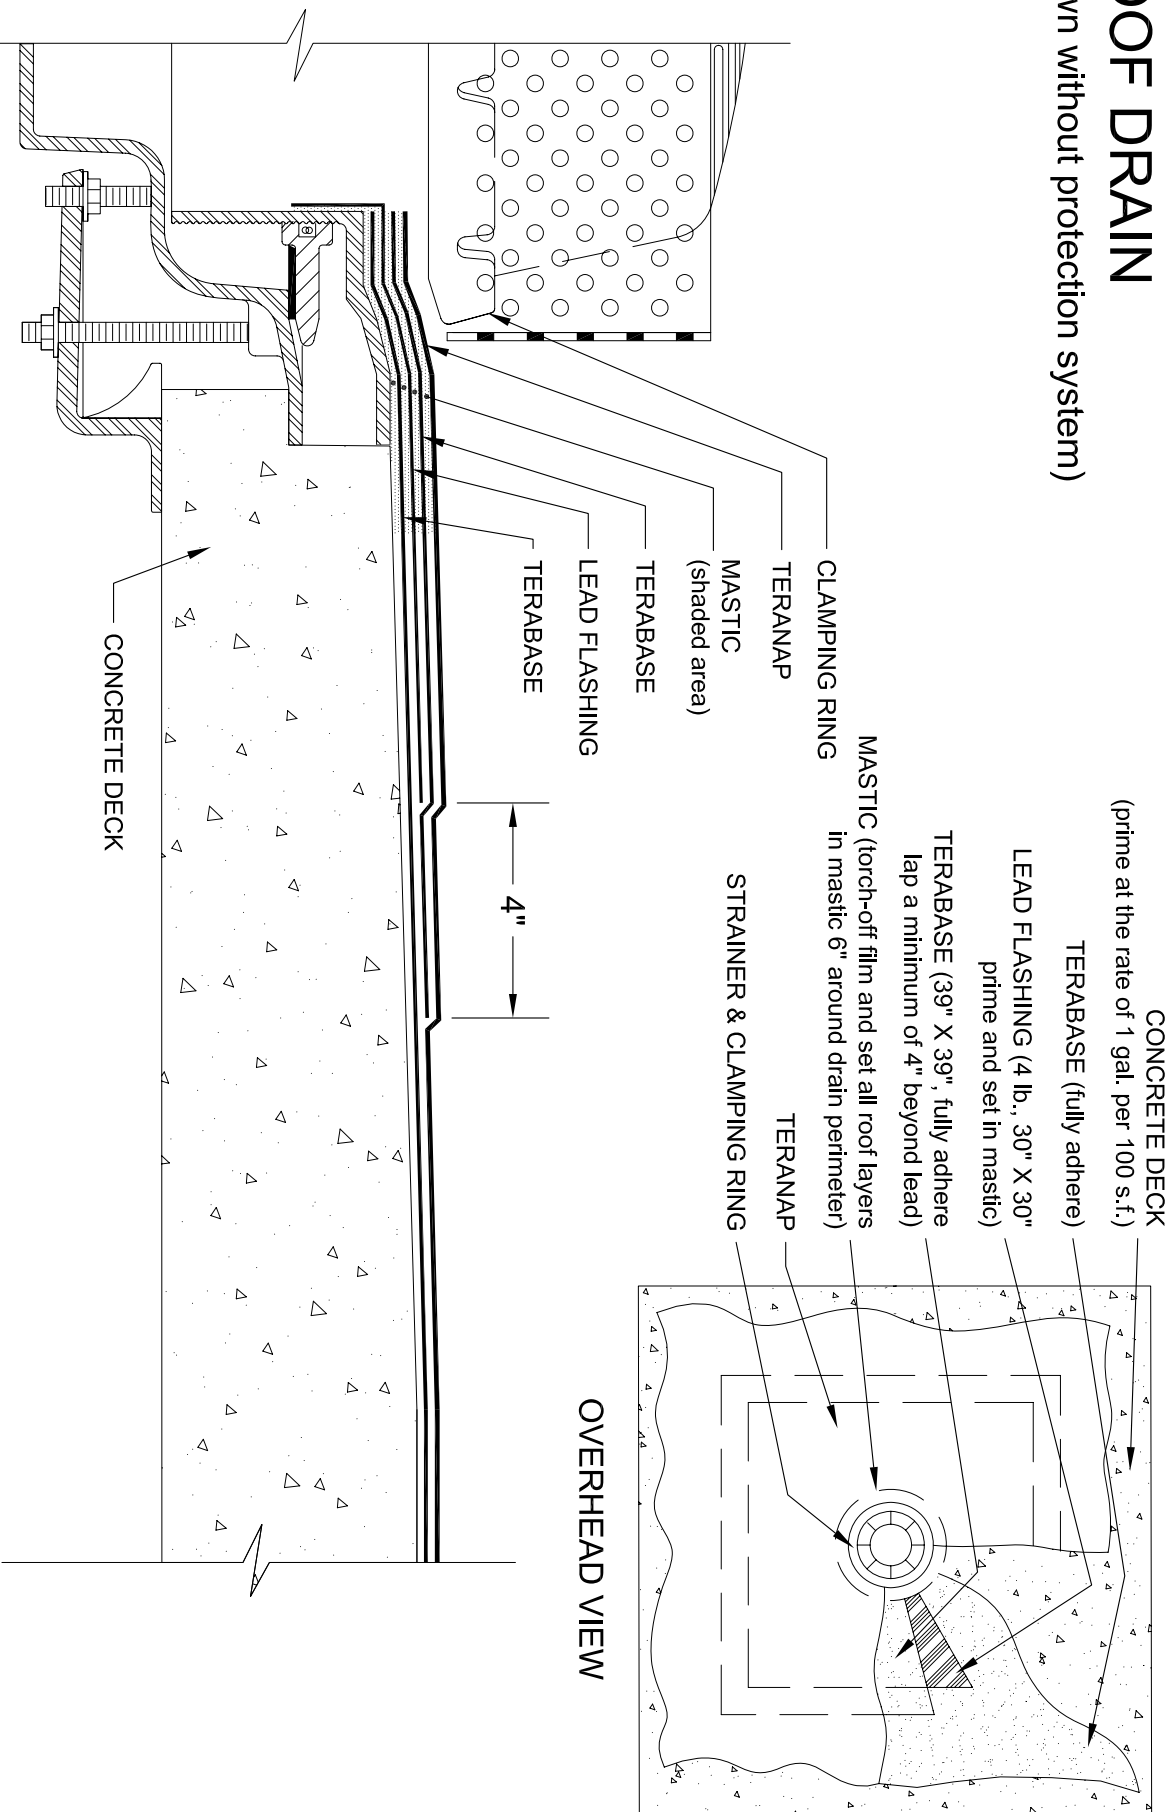 OOF DRAIN
wn without protection system)
CLAMPING RING
TERANAP
MASTIC
(shaded area)
TERABASE
LEAD FLASHING
TERABASE
CONCRETE DECK
4"
CONCRETE DECK
(prime at the rate of 1 gal. per 100 s.f.)
TERABASE (fully adhere)
LEAD FLASHING (4 lb., 30" X 30"
prime and set in mastic)
TERABASE (39" X 39", fully adhere
lap a minimum of 4" beyond lead)
MASTIC (torch-off film and set all roof layers
in mastic 6" around drain perimeter)
TERANAP
STRAINER & CLAMPING RING
OVERHEAD VIEW